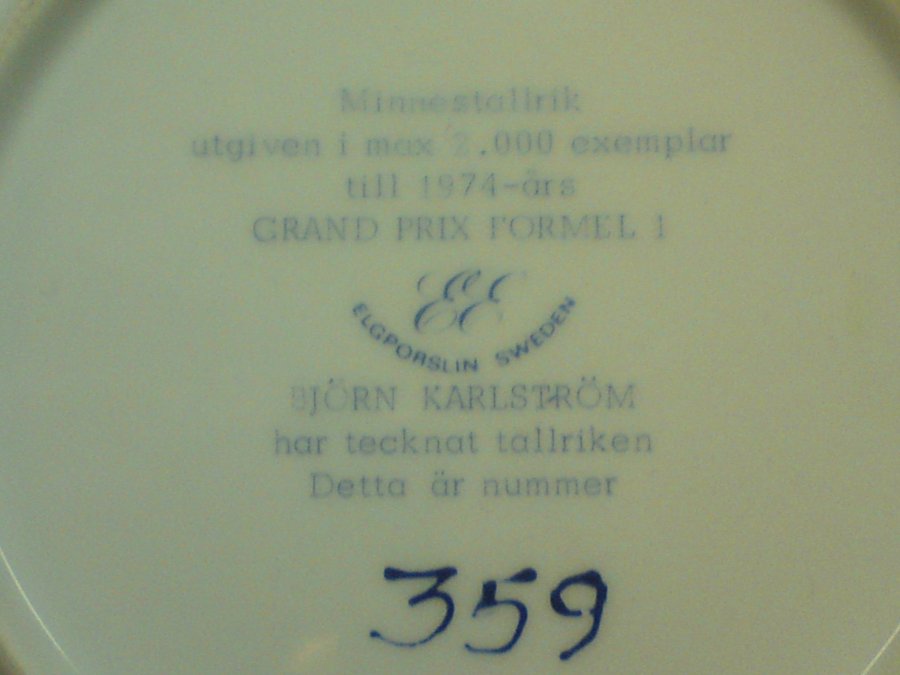 Minnestallrik
utgiven i max 2.000 exemplar
till 1974-års
GRAND PRIX FORMEL 1
EE
ELGPORSLIN SWEDEN
BJÖRN KARLSTRÖM
har tecknat tallriken
Detta är nummer
359